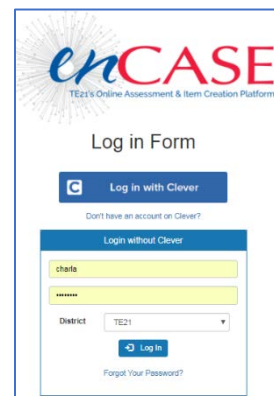 enCASE
TE21's Online Assessment & Item Creation Platform
Log in Form
C Log in with Clever
Don't have an account on Clever?
Login without Clever
charla
••••••••
District TE21
Log In
Forgot Your Password?